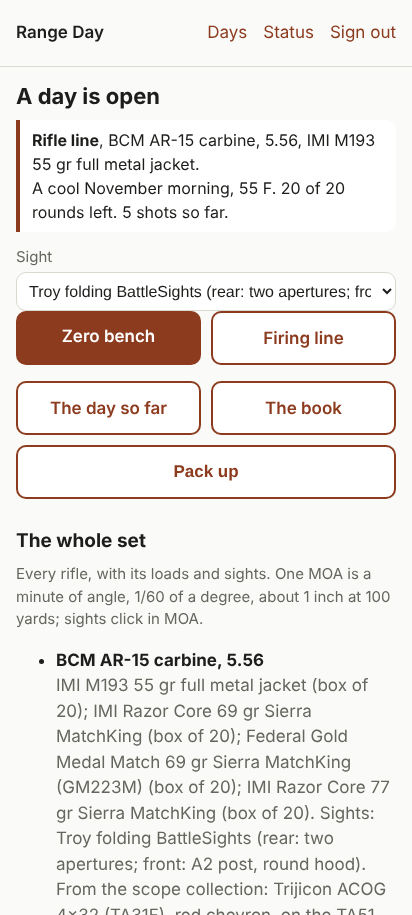 Range Day
Days Status Sign out
A day is open
Rifle line, BCM AR-15 carbine, 5.56, IMI M193
55 gr full metal jacket.
A cool November morning, 55 F. 20 of 20
rounds left. 5 shots so far.
Sight
Troy folding BattleSights (rear: two apertures; fro
Zero bench
Firing line
The day so far
The book
Pack up
The whole set
Every rifle, with its loads and sights. One MOA is a
minute of angle, 1/60 of a degree, about 1 inch at 100
yards; sights click in MOA.
• BCM AR-15 carbine, 5.56
IMI M193 55 gr full metal jacket (box of
20); IMI Razor Core 69 gr Sierra
MatchKing (box of 20); Federal Gold
Medal Match 69 gr Sierra MatchKing
(GM223M) (box of 20); IMI Razor Core 77
gr Sierra MatchKing (box of 20). Sights:
Troy folding BattleSights (rear: two
apertures; front: A2 post, round hood).
From the scope collection: Trijicon ACOG
4×32 (TA31F), red chevron, on the TA51